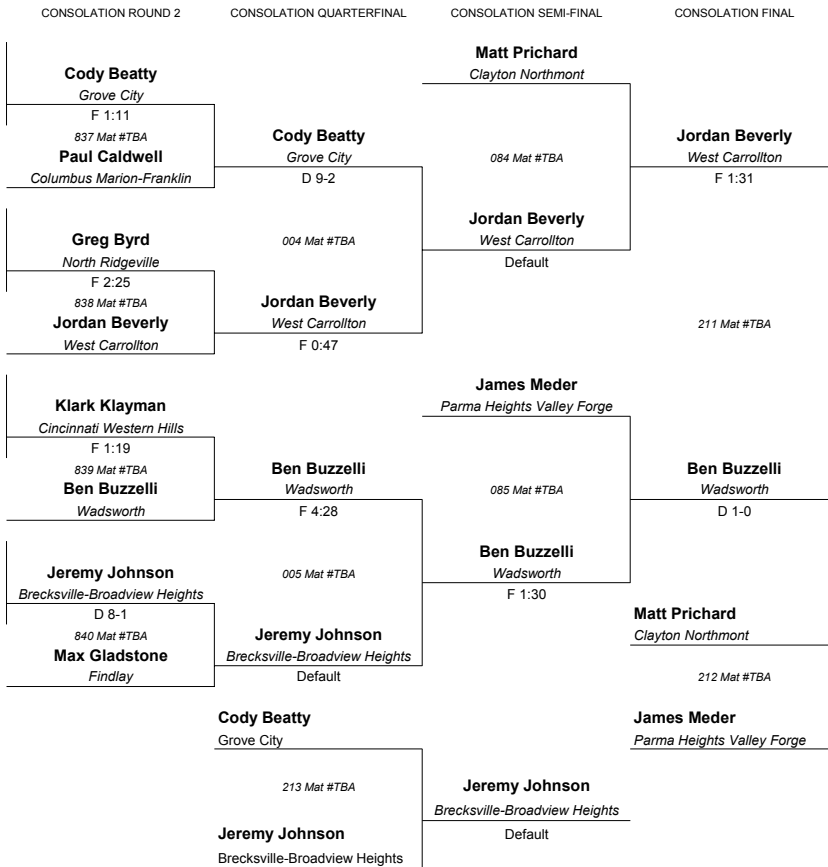 CONSOLATION ROUND 2
CONSOLATION QUARTERFINAL
CONSOLATION SEMI-FINAL
CONSOLATION FINAL
Cody Beatty
Grove City
F 1:11
837 Mat #TBA
Paul Caldwell
Columbus Marion-Franklin
Greg Byrd
North Ridgeville
F 2:25
838 Mat #TBA
Jordan Beverly
West Carrollton
Klark Klayman
Cincinnati Western Hills
F 1:19
839 Mat #TBA
Ben Buzzelli
Wadsworth
Jeremy Johnson
Brecksville-Broadview Heights
D 8-1
840 Mat #TBA
Max Gladstone
Findlay
Cody Beatty
Grove City
D 9-2
004 Mat #TBA
Jordan Beverly
West Carrollton
F 0:47
Ben Buzzelli
Wadsworth
F 4:28
005 Mat #TBA
Jeremy Johnson
Brecksville-Broadview Heights
Default
Cody Beatty
Grove City
213 Mat #TBA
Jeremy Johnson
Brecksville-Broadview Heights
Matt Prichard
Clayton Northmont
084 Mat #TBA
Jordan Beverly
West Carrollton
Default
James Meder
Parma Heights Valley Forge
085 Mat #TBA
Ben Buzzelli
Wadsworth
F 1:30
Jeremy Johnson
Brecksville-Broadview Heights
Default
Jordan Beverly
West Carrollton
F 1:31
211 Mat #TBA
Ben Buzzelli
Wadsworth
D 1-0
Matt Prichard
Clayton Northmont
212 Mat #TBA
James Meder
Parma Heights Valley Forge